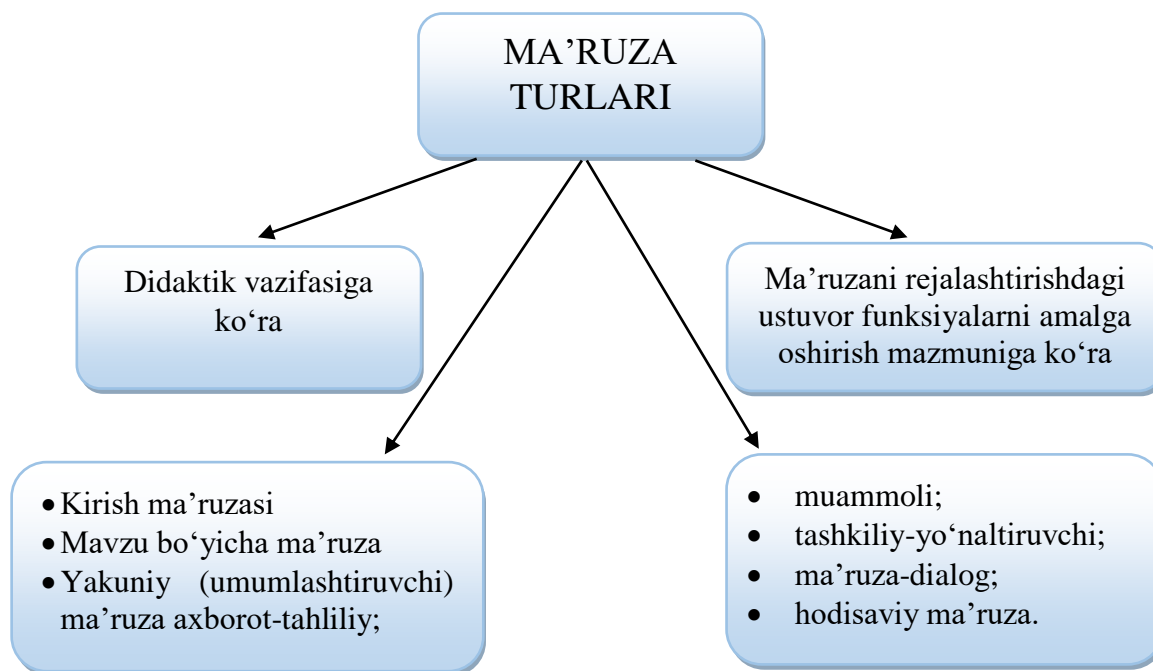 MA’RUZA
TURLARI
Didaktik vazifasiga
ko‘ra
Ma’ruzani rejalashtirishdagi
ustuvor funksiyalarni amalga
oshirish mazmuniga ko‘ra
• Kirish ma’ruzasi
• Mavzu bo‘yicha ma’ruza
• Yakuniy (umumlashtiruvchi)
ma’ruza axborot-tahliliy;
• muammoli;
• tashkiliy-yo‘naltiruvchi;
• ma’ruza-dialog;
• hodisaviy ma’ruza.